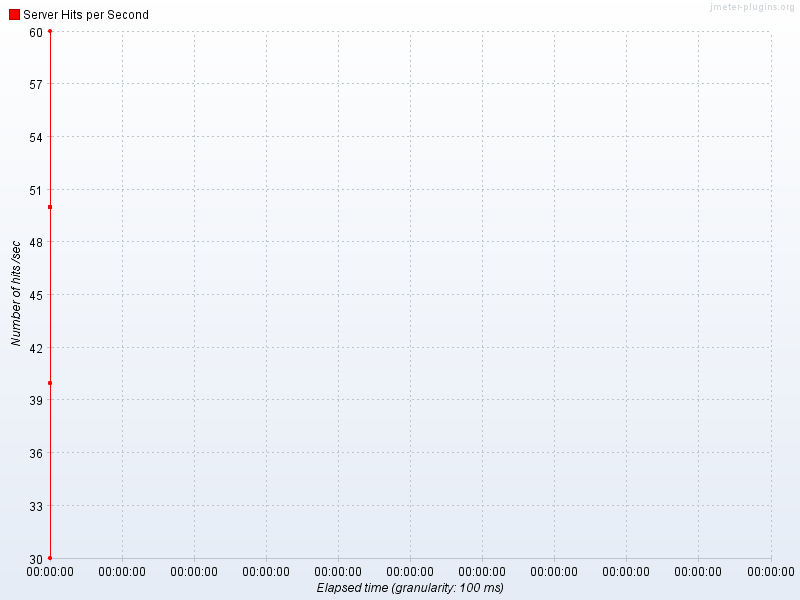 Server Hits per Second
jmeter-plugins.org
60
57
54
51
48
45
42
39
36
33
30
Number of hits /sec
00:00:00 00:00:00 00:00:00 00:00:00 00:00:00 00:00:00 00:00:00 00:00:00 00:00:00 00:00:00 00:00:00
Elapsed time (granularity: 100 ms)